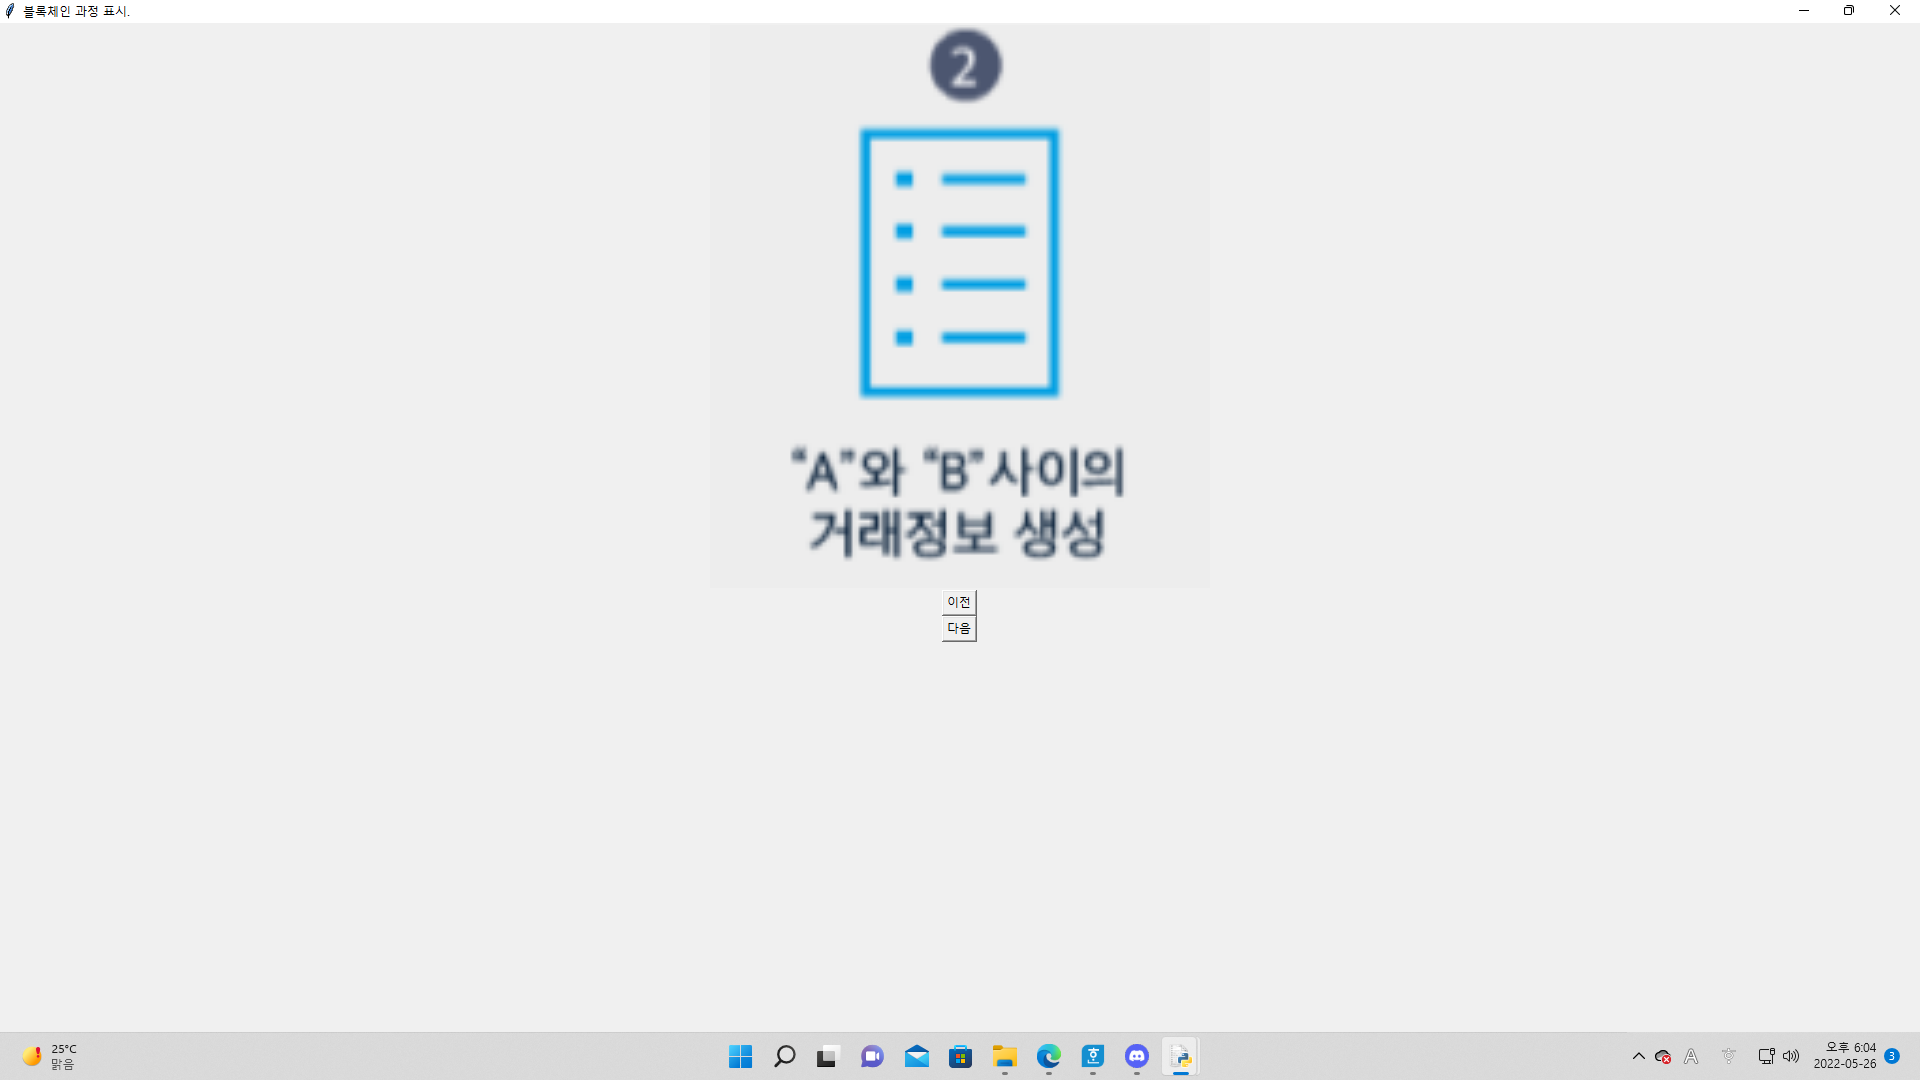 블록체인 과정 표시.
2
“A”와 “B”사이의
거래정보 생성
이전
다음
25°C
맑음
A
오후 6:04
2022-05-26
3